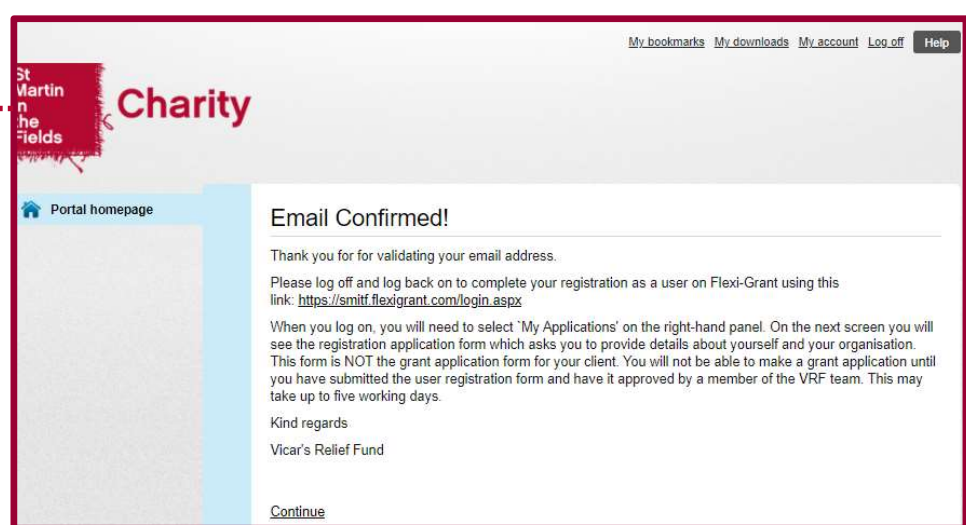 My bookmarks My downloads My account Log off Help
St
Martin
in
the
Fields
Charity
Portal homepage
Email Confirmed!
Thank you for for validating your email address.
Please log off and log back on to complete your registration as a user on Flexi-Grant using this
link: https://smitf.flexigrant.com/login.aspx
When you log on, you will need to select `My Applications' on the right-hand panel. On the next screen you will
see the registration application form which asks you to provide details about yourself and your organisation.
This form is NOT the grant application form for your client. You will not be able to make a grant application until
you have submitted the user registration form and have it approved by a member of the VRF team. This may
take up to five working days.
Kind regards
Vicar's Relief Fund
Continue